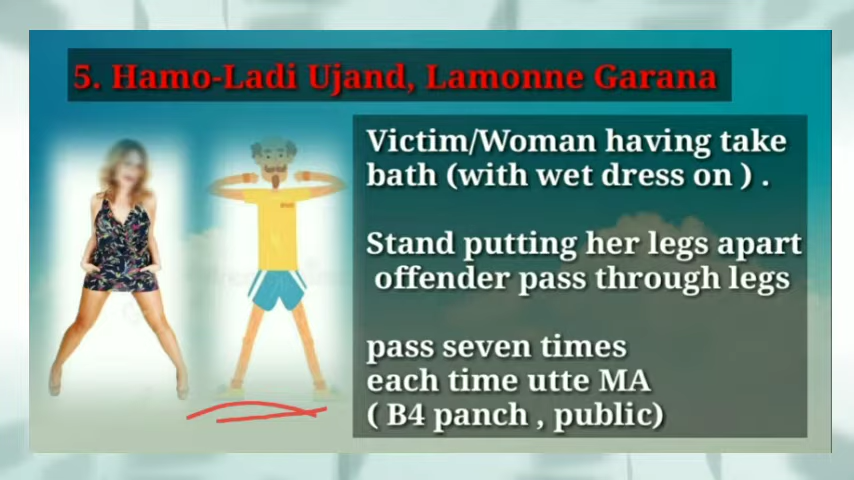 5. Hamo-Ladi Ujand, Lamonne Garana
Victim/Woman having take
bath (with wet dress on ) .
Stand putting her legs apart
offender pass through legs
pass seven times
each time utte MA
( B4 panch , public)